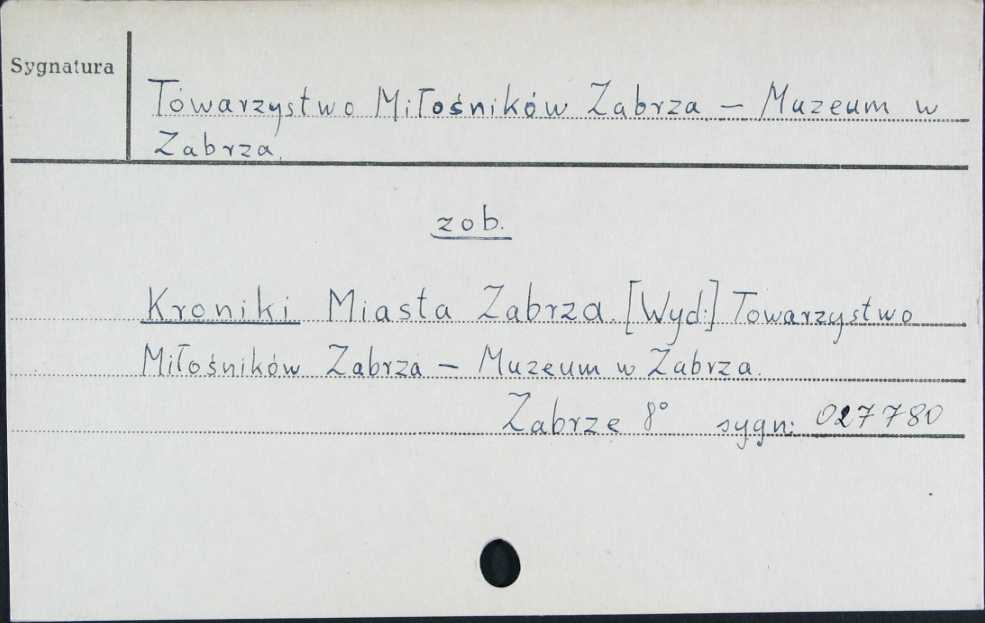 Sygnatura
Towarzystwo Miłośników Zabrza – Muzeum w
Zabrza.
zob.
Kroniki Miasta Zabrza. [Wyd:] Towarzystwo
Miłośników Zabrza – Muzeum w Zabrza.
Zabrze 8° sygn: 027780